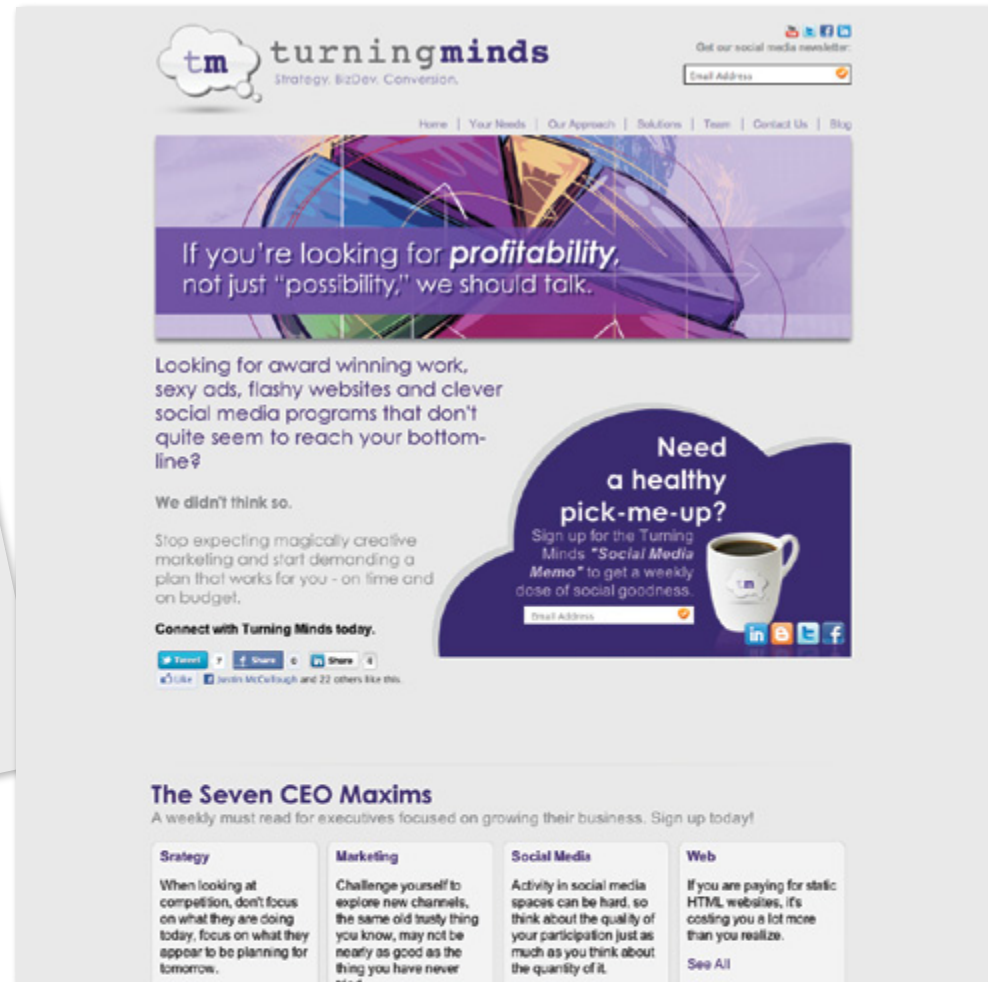 tm
turningminds
Strategy. BizDev. Conversion.
Get our social media newsletter:
Email Address
Home | Your Needs | Our Approach | Solutions | Team | Contact Us | Blog
If you're looking for profitability,
not just "possibility," we should talk.
Looking for award winning work,
sexy ads, flashy websites and clever
social media programs that don't
quite seem to reach your bottom-
line?
We didn't think so.
Stop expecting magically creative
marketing and start demanding a
plan that works for you - on time and
on budget.
Connect with Turning Minds today.
Tweet 7 Share 0 Share 4
Like Justin McCullough and 22 others like this.
Need
a healthy
pick-me-up?
Sign up for the Turning
Minds "Social Media
Memo" to get a weekly
dose of social goodness.
Email Address
tm
The Seven CEO Maxims
A weekly must read for executives focused on growing their business. Sign up today!
Srategy
When looking at
competition, don't focus
on what they are doing
today, focus on what they
appear to be planning for
tomorrow.
Marketing
Challenge yourself to
explore new channels,
the same old trusty thing
you know, may not be
nearly as good as the
thing you have never
Social Media
Activity in social media
spaces can be hard, so
think about the quality of
your participation just as
much as you think about
the quantity of it.
Web
If you are paying for static
HTML websites, it's
costing you a lot more
than you realize.
See All